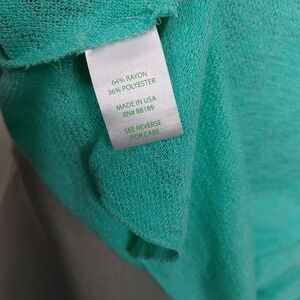 64% RAYON
36% POLYESTER
MADE IN USA
RN# 88189
SEE REVERSE
FOR CARE